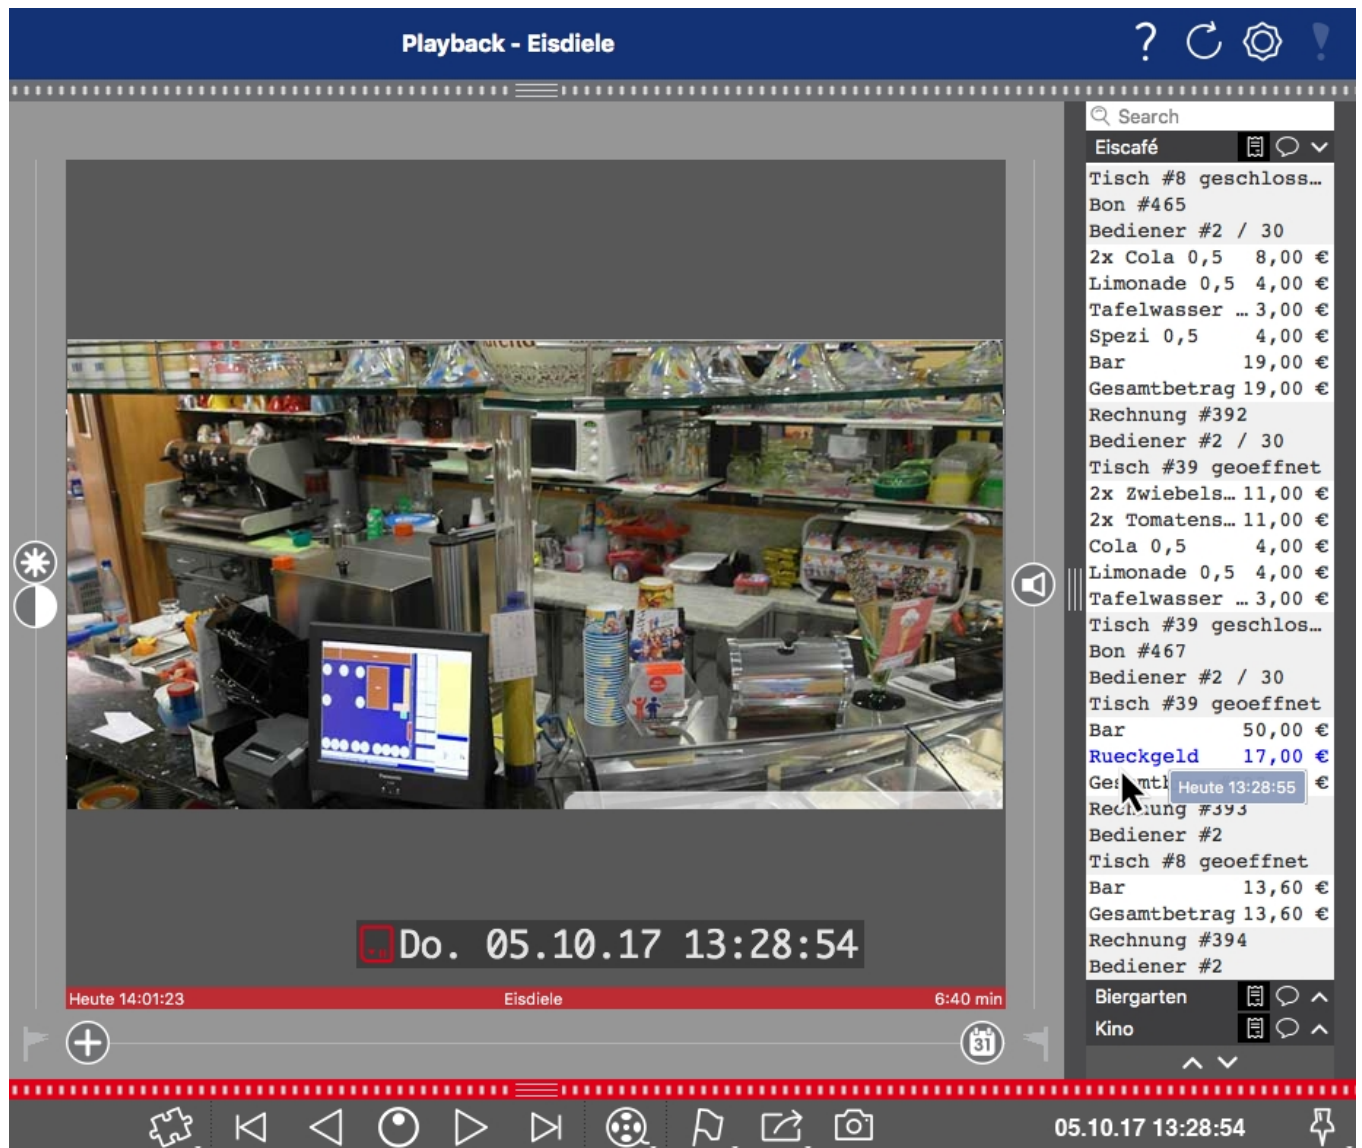 Playback - Eisdiele
Search
Eiscafé
Tisch #8 geschloss…
Bon #465
Bediener #2 / 30
2x Cola 0,5 8,00 €
Limonade 0,5 4,00 €
Tafelwasser … 3,00 €
Spezi 0,5 4,00 €
Bar 19,00 €
Gesamtbetrag 19,00 €
Rechnung #392
Bediener #2 / 30
Tisch #39 geoeffnet
2x Zwiebels… 11,00 €
2x Tomatens… 11,00 €
Cola 0,5 4,00 €
Limonade 0,5 4,00 €
Tafelwasser … 3,00 €
Tisch #39 geschlos…
Bon #467
Bediener #2 / 30
Tisch #39 geoeffnet
Bar 50,00 €
Rueckgeld 17,00 €
€
Heute 13:28:55
Rechnung #393
Bediener #2
Tisch #8 geoeffnet
Bar 13,60 €
Gesamtbetrag 13,60 €
Rechnung #394
Bediener #2
Biergarten
Kino
Do. 05.10.17 13:28:54
Heute 14:01:23 Eisdiele 6:40 min
31
05.10.17 13:28:54